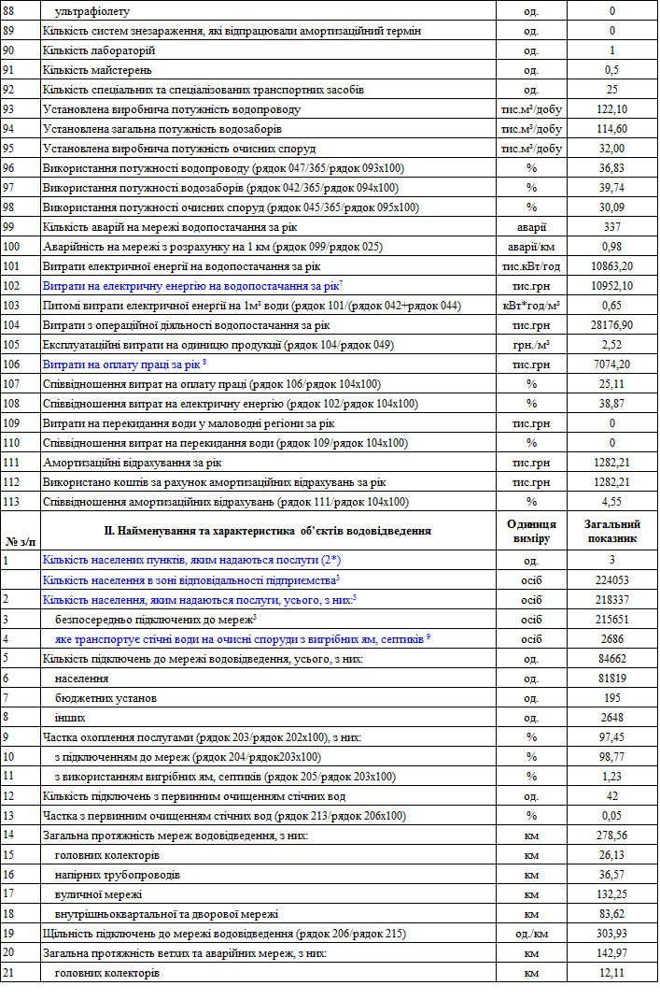 88 ультрафіолету од. 0
89 Кількість систем знезараження, які відпрацювали амортизаційний термін од. 0
90 Кількість лабораторій од. 1
91 Кількість майстерень од. 0,5
92 Кількість спеціальних та спеціалізованих транспортних засобів од. 25
93 Установлена виробнича потужність водопроводу тис.м³/добу 122,10
94 Установлена загальна потужність водозаборів тис.м³/добу 114,60
95 Установлена виробнича потужність очисних споруд тис.м³/добу 32,00
96 Використання потужності водопроводу (рядок 047/365/рядок 093х100) % 36,83
97 Використання потужності водозаборів (рядок 042/365/рядок 094х100) % 39,74
98 Використання потужності очисних споруд (рядок 045/365/рядок 095х100) % 30,09
99 Кількість аварій на мережі водопостачання за рік аварії 337
100 Аварійність на мережі з розрахунку на 1 км (рядок 099/рядок 025) аварії/км 0,98
101 Витрати електричної енергії на водопостачання за рік тис.кВт/год 10863,20
102 Витрати на електричну енергію на водопостачання за рік⁷ тис.грн 10952,10
103 Питомі витрати електричної енергії на 1м³ води (рядок 101/(рядок 042+рядок 044) кВт*год/м³ 0,65
104 Витрати з операційної діяльності водопостачання за рік тис.грн 28176,90
105 Експлуатаційні витрати на одиницю продукції (рядок 104/рядок 049) грн./м³ 2,52
106 Витрати на оплату праці за рік ⁸ тис.грн 7074,20
107 Співвідношення витрат на оплату праці (рядок 106/рядок 104х100) % 25,11
108 Співвідношення витрат на електричну енергію (рядок 102/рядок 104х100) % 38,87
109 Витрати на перекидання води у маловодні регіони за рік тис.грн 0
110 Співвідношення витрат на перекидання води (рядок 109/рядок 104х100) % 0
111 Амортизаційні відрахування за рік тис.грн 1282,21
112 Використано коштів за рахунок амортизаційних відрахувань за рік тис.грн 1282,21
113 Співвідношення амортизаційних відрахувань (рядок 111/рядок 104х100) % 4,55
№ з/п ІІ. Найменування та характеристика об'єктів водовідведення Одиниця виміру Загальний показник
1 Кількість населених пунктів, яким надаються послуги (2*) од. 3
Кількість населення в зоні відповідальності підприємства³ осіб 224053
2 Кількість населення, яким надаються послуги, усього, з них:³ осіб 218337
3 безпосередньо підключених до мереж³ осіб 215651
4 яке транспортує стічні води на очисні споруди з вигрібних ям, септиків ⁹ осіб 2686
5 Кількість підключень до мережі водовідведення, усього, з них: од. 84662
6 населення од. 81819
7 бюджетних установ од. 195
8 інших од. 2648
9 Частка охоплення послугами (рядок 203/рядок 202х100), з них: % 97,45
10 з підключенням до мереж (рядок 204/рядок203х100) % 98,77
11 з використанням вигрібних ям, септиків (рядок 205/рядок 203х100) % 1,23
12 Кількість підключень з первинним очищенням стічних вод од. 42
13 Частка з первинним очищенням стічних вод (рядок 213/рядок 206х100) % 0,05
14 Загальна протяжність мереж водовідведення, з них: км 278,56
15 головних колекторів км 26,13
16 напірних трубопроводів км 36,57
17 вуличної мережі км 132,25
18 внутрішньоквартальної та дворової мережі км 83,62
19 Щільність підключень до мережі водовідведення (рядок 206/рядок 215) од./км 303,93
20 Загальна протяжність ветхих та аварійних мереж, з них: км 142,97
21 головних колекторів км 12,11